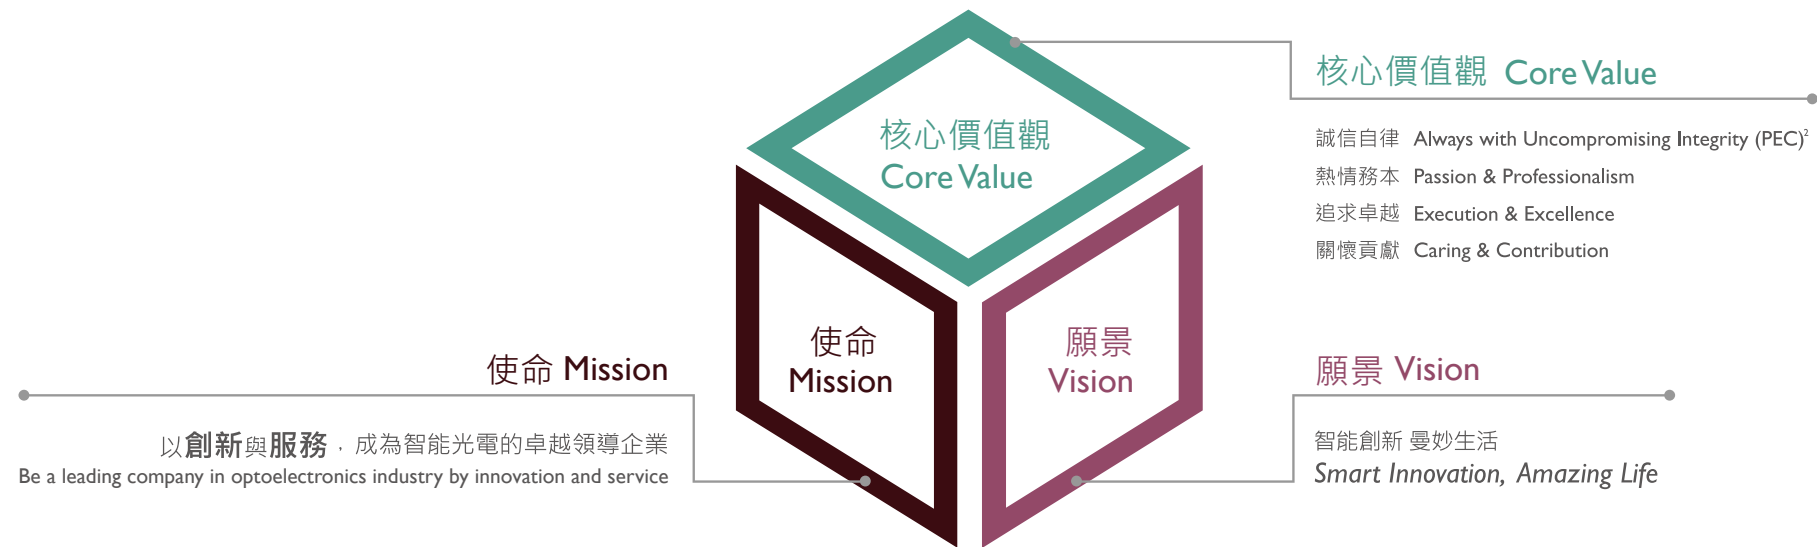 核心價值觀
Core Value
使命
Mission
願景
Vision
核心價值觀 Core Value
誠信自律 Always with Uncompromising Integrity (PEC)²
熱情務本 Passion & Professionalism
追求卓越 Execution & Excellence
關懷貢獻 Caring & Contribution
使命 Mission
以創新與服務，成為智能光電的卓越領導企業
Be a leading company in optoelectronics industry by innovation and service
願景 Vision
智能創新 曼妙生活
Smart Innovation, Amazing Life